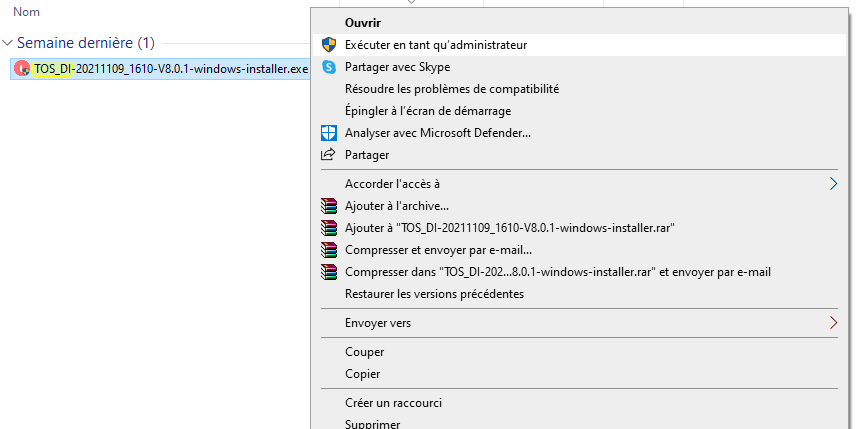 Nom
Semaine dernière (1)
TOS_DI-20211109_1610-V8.0.1-windows-installer.exe
Ouvrir
Exécuter en tant qu'administrateur
Partager avec Skype
Résoudre les problèmes de compatibilité
Épingler à l'écran de démarrage
Analyser avec Microsoft Defender...
Partager
Accorder l'accès à
Ajouter à l'archive...
Ajouter à "TOS_DI-20211109_1610-V8.0.1-windows-installer.rar"
Compresser et envoyer par e-mail...
Compresser dans "TOS_DI-202...8.0.1-windows-installer.rar" et envoyer par e-mail
Restaurer les versions précédentes
Envoyer vers
Couper
Copier
Créer un raccourci
Supprimer